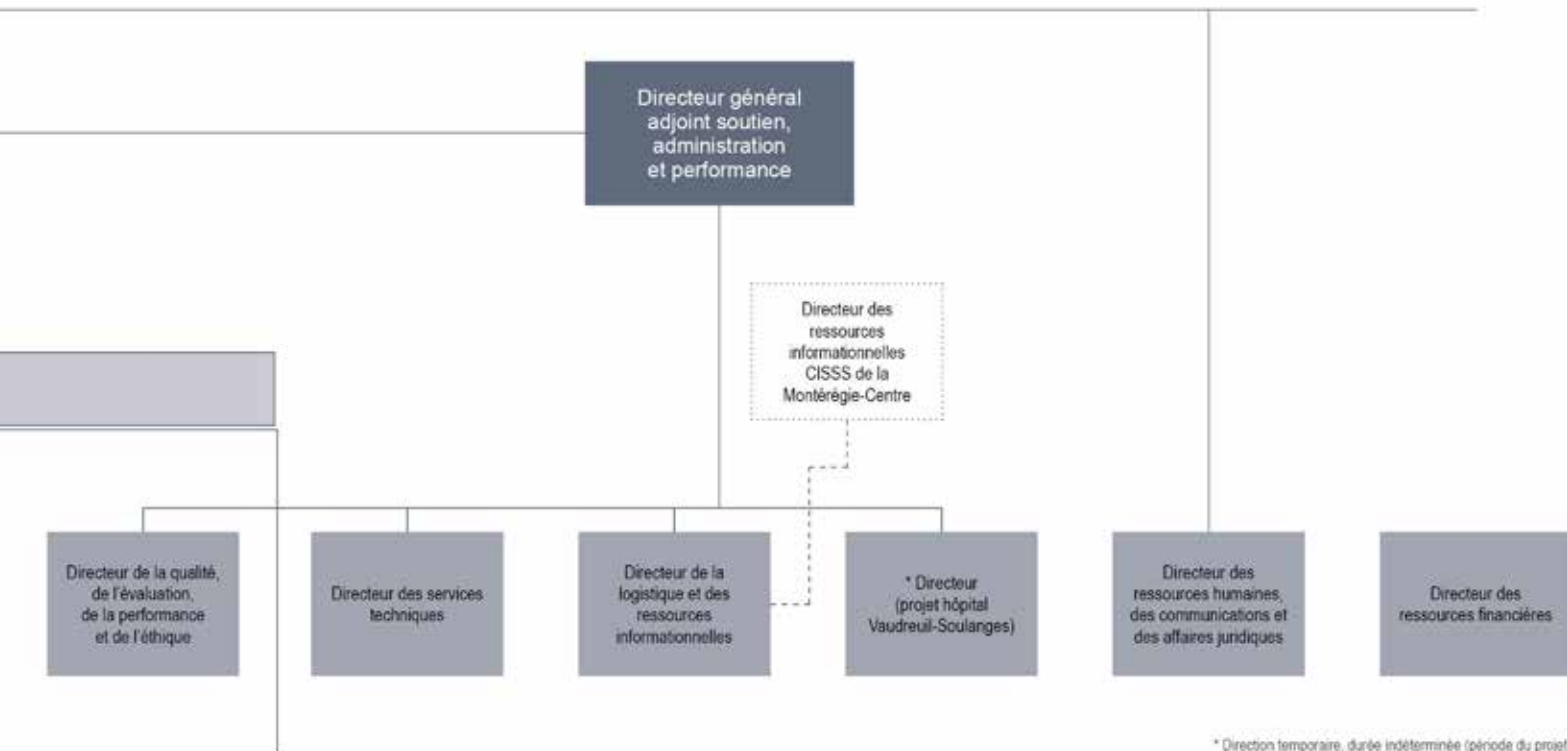 Directeur général
adjoint soutien,
administration
et performance
Directeur des
ressources
informationnelles
CISSS de la
Montérégie-Centre
Directeur de la qualité,
de l'évaluation,
de la performance
et de l'éthique
Directeur des services
techniques
Directeur de la
logistique et des
ressources
informationnelles
* Directeur
(projet hôpital
Vaudreuil-Soulanges)
Directeur des
ressources humaines,
des communications et
des affaires juridiques
Directeur des
ressources financières
* Direction temporaire, durée indéterminée (période du projet